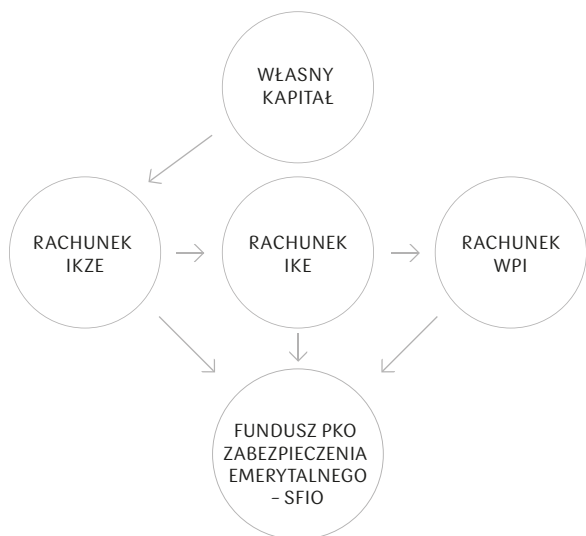 WŁASNY
KAPITAŁ
RACHUNEK
IKZE
RACHUNEK
IKE
RACHUNEK
WPI
FUNDUSZ PKO
ZABEZPIECZENIA
EMERYTALNEGO
– SFIO